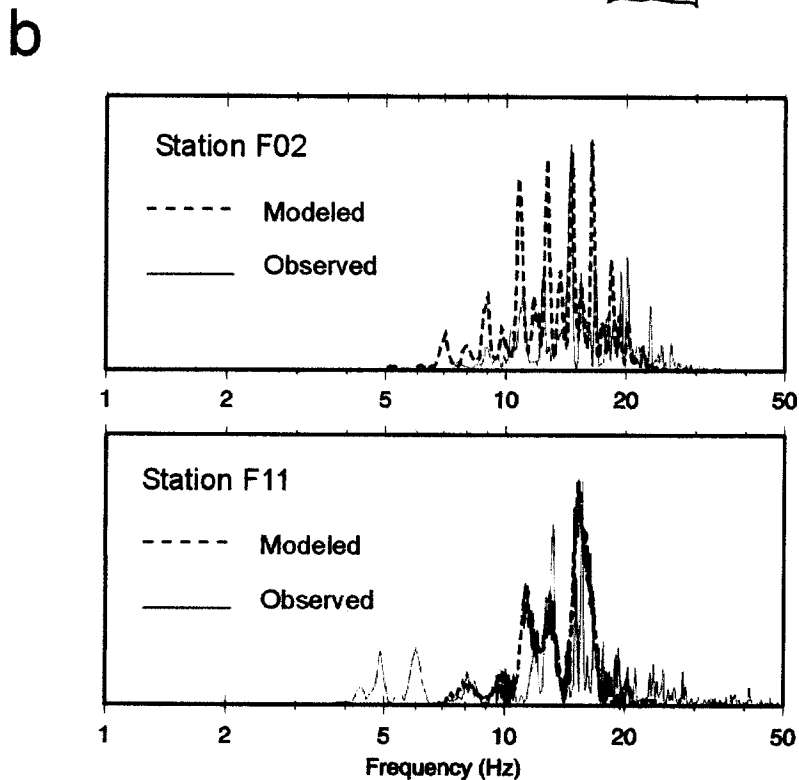 b
Station F02
Modeled
Observed
1 2 5 10 20 50
Station F11
Modeled
Observed
1 2 5 10 20 50
Frequency (Hz)